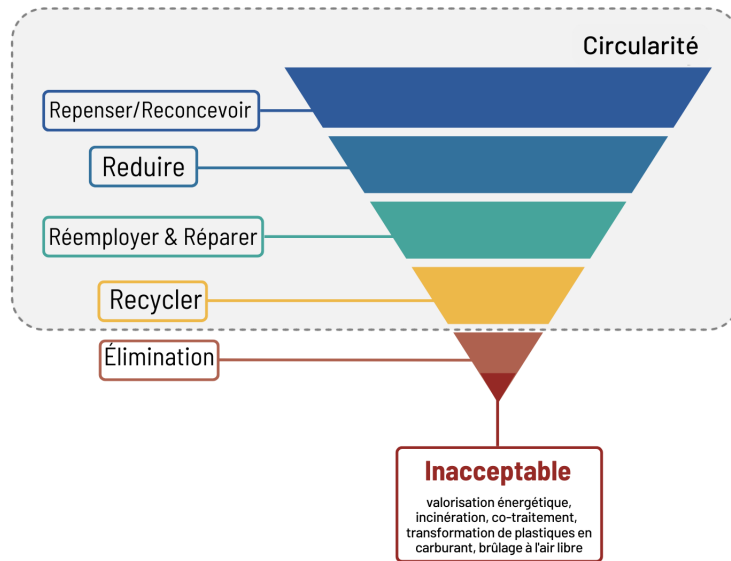 Circularité
Repenser/Reconcevoir
Reduire
Réemployer & Réparer
Recycler
Élimination
Inacceptable
valorisation énergétique,
incinération, co-traitement,
transformation de plastiques en
carburant, brûlage à l'air libre